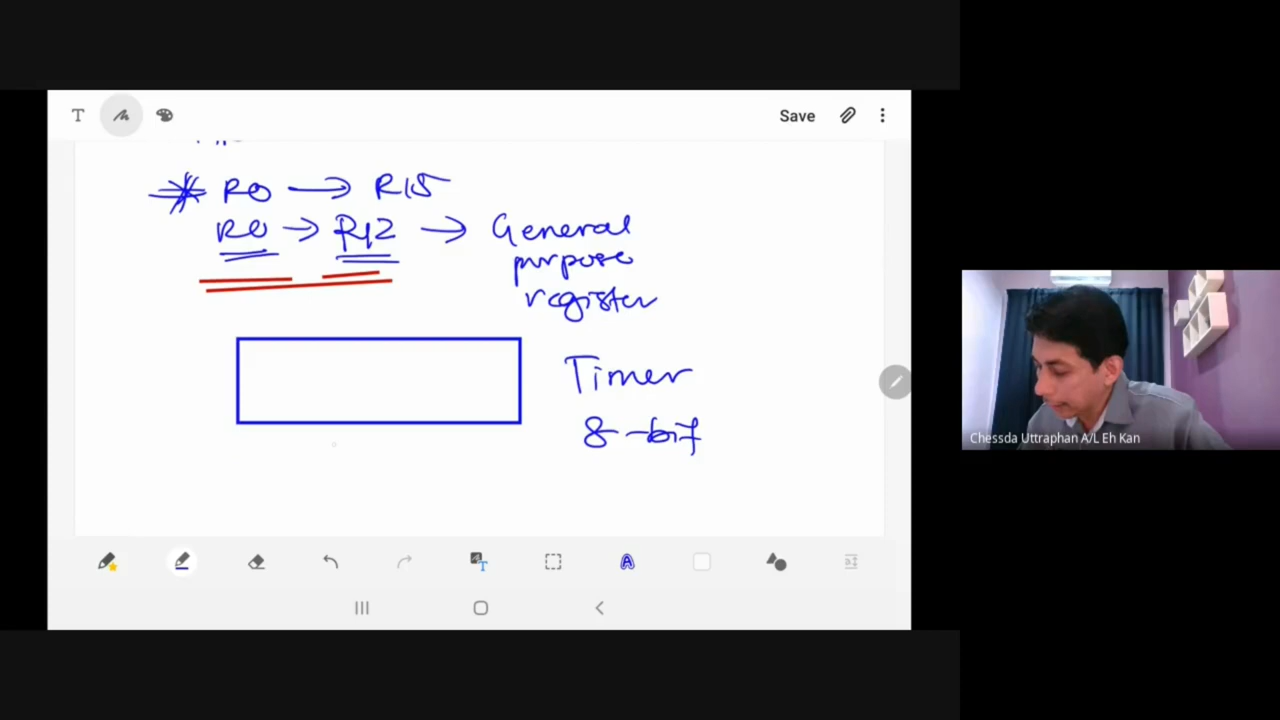 T
Save
* R0 → R15
R0 → R12 → General
purpose
register
Timer
8-bit
A
Chessda Uttraphan A/L Eh Kan